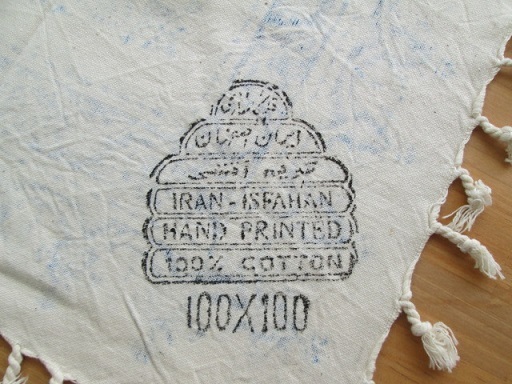 ایران اصفهان
IRAN - ISFAHAN
HAND PRINTED
100% COTTON
100X100